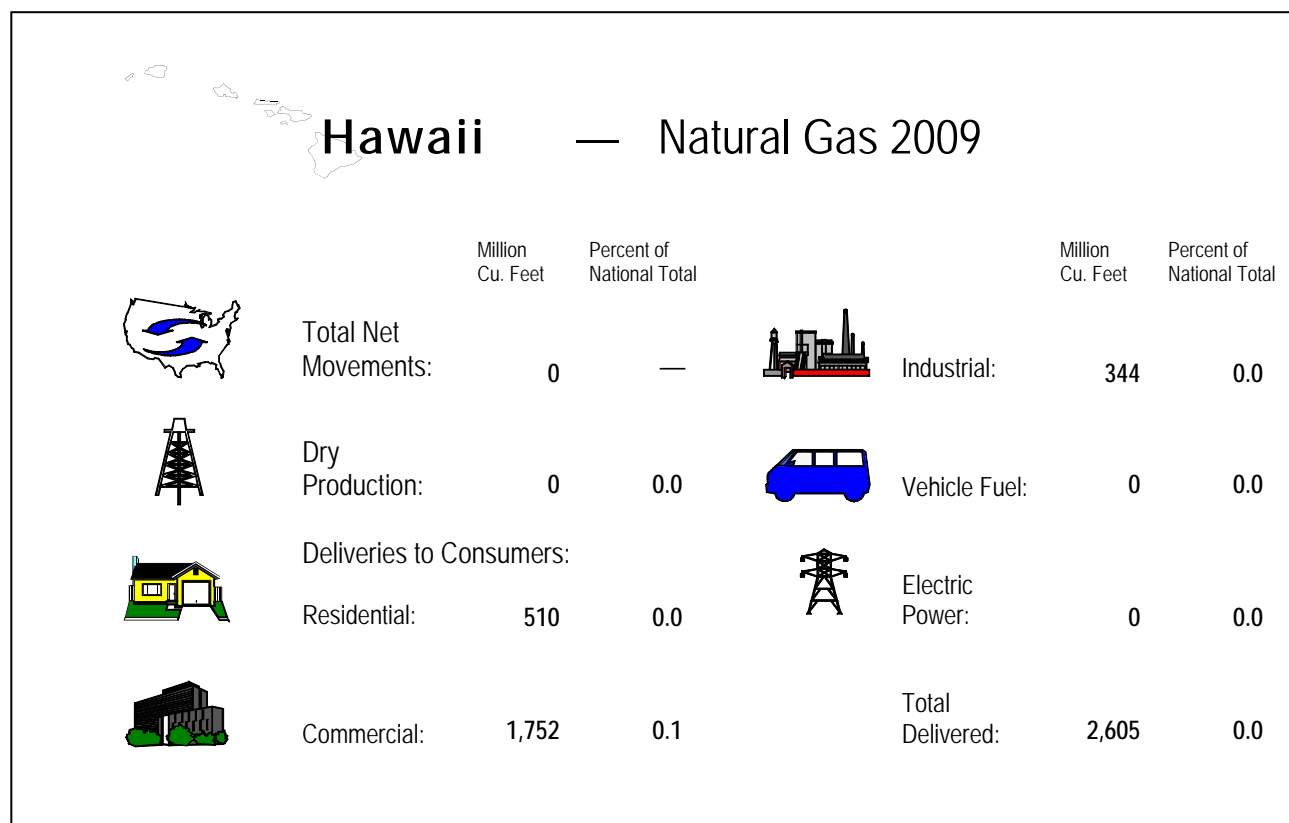 Hawaii — Natural Gas 2009
Million Cu. Feet
Percent of National Total
Million Cu. Feet
Percent of National Total
Total Net Movements: 0 —
Industrial: 344 0.0
Dry Production: 0 0.0
Vehicle Fuel: 0 0.0
Deliveries to Consumers:
Residential: 510 0.0
Electric Power: 0 0.0
Commercial: 1,752 0.1
Total Delivered: 2,605 0.0